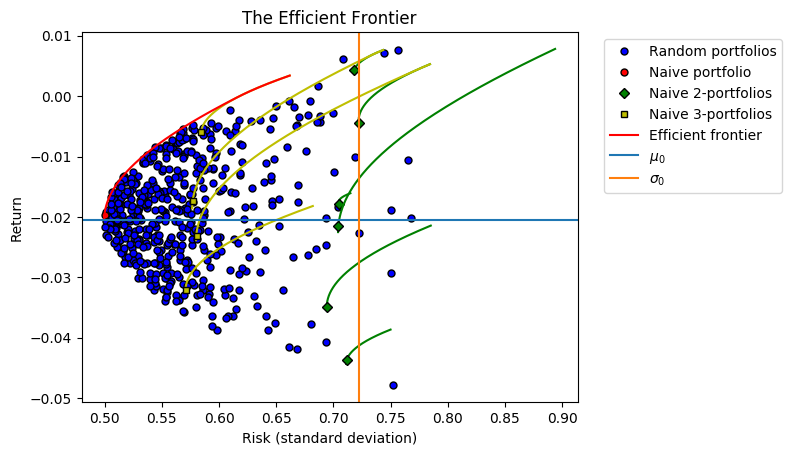 The Efficient Frontier
0.01
0.00
−0.01
−0.02
−0.03
−0.04
−0.05
Return
0.50 0.55 0.60 0.65 0.70 0.75 0.80 0.85 0.90
Risk (standard deviation)
Random portfolios
Naive portfolio
Naive 2-portfolios
Naive 3-portfolios
Efficient frontier
μ₀
σ₀